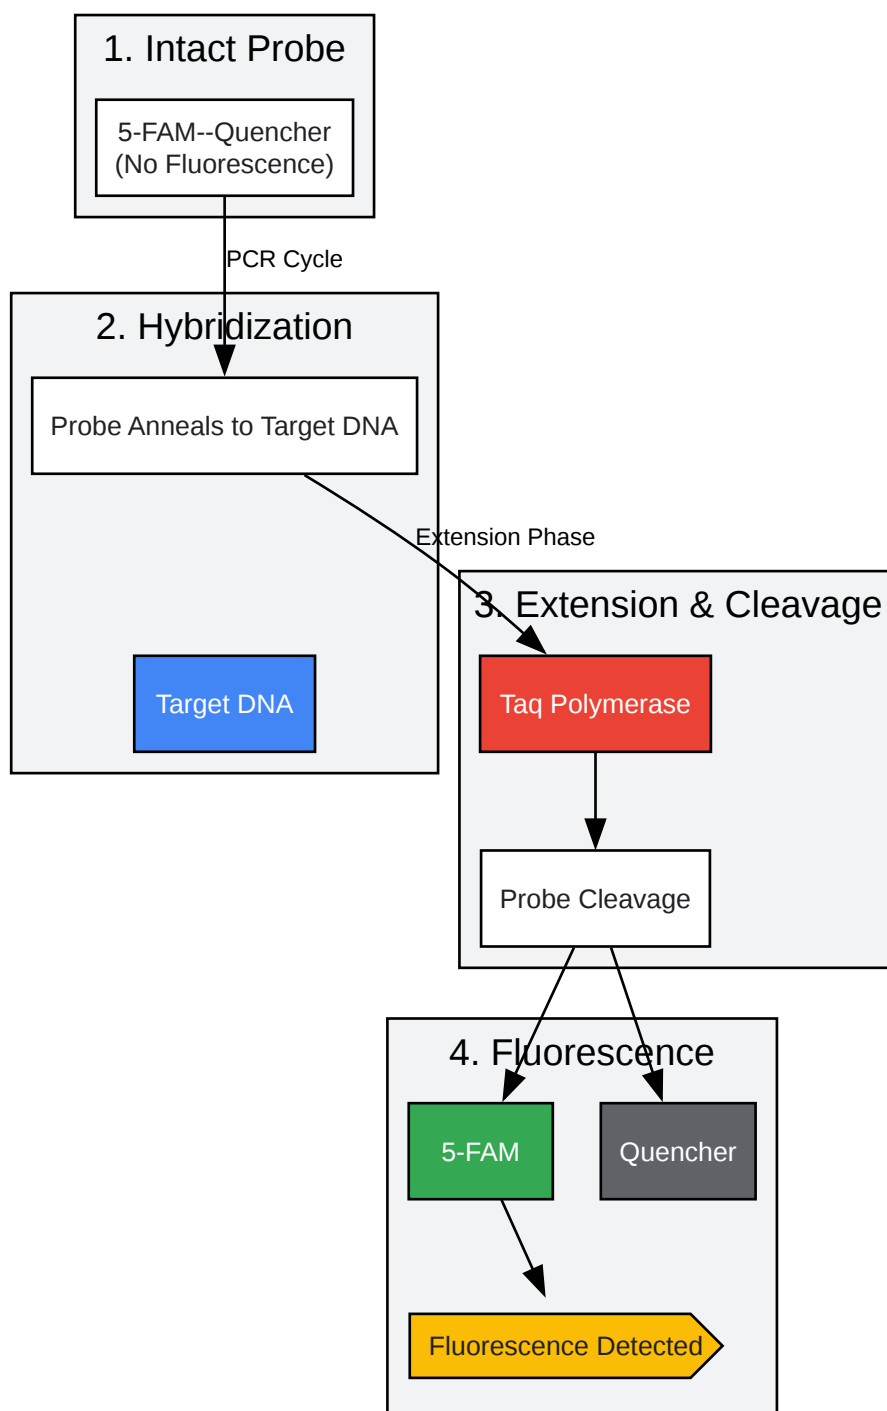 1. Intact Probe
5-FAM--Quencher
(No Fluorescence)
PCR Cycle
2. Hybridization
Probe Anneals to Target DNA
Extension Phase
3. Extension & Cleavage
Target DNA
Taq Polymerase
Probe Cleavage
4. Fluorescence
5-FAM
Quencher
Fluorescence Detected